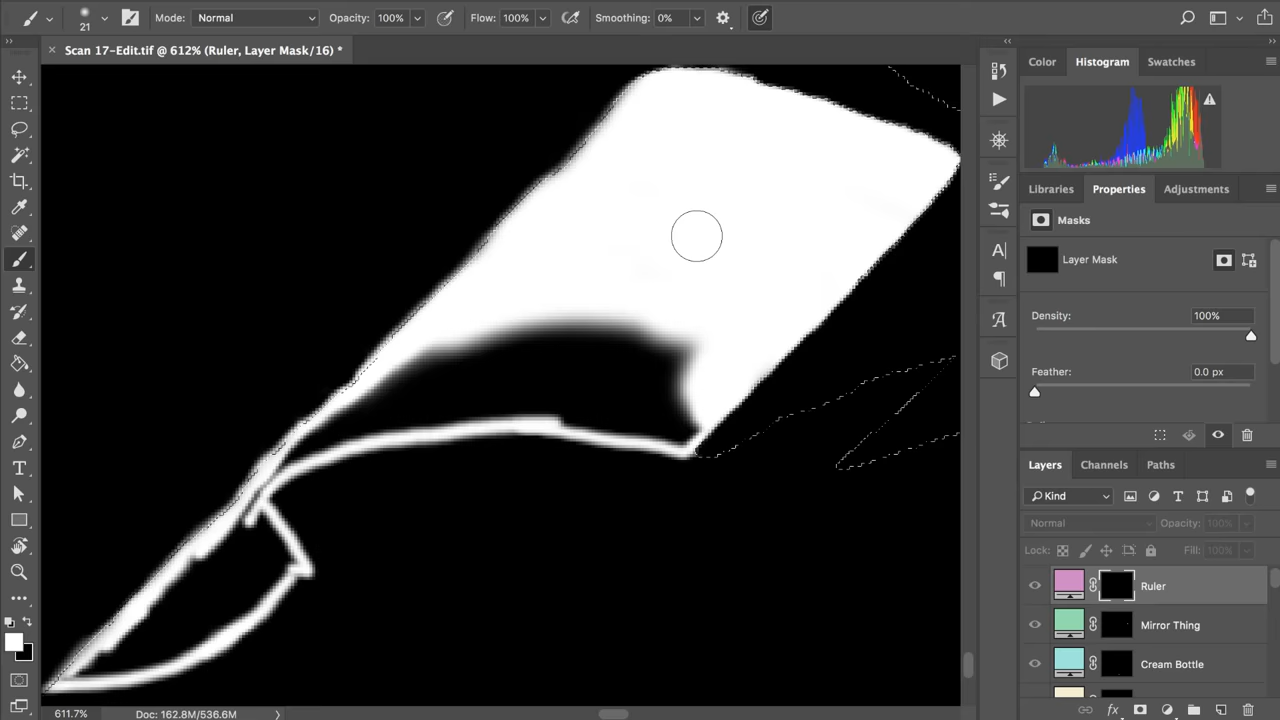 21 Mode: Normal Opacity: 100% Flow: 100% Smoothing: 0%
× Scan 17-Edit.tif @ 612% (Ruler, Layer Mask/16) *
Color Histogram Swatches
Libraries Properties Adjustments
Masks
Layer Mask
Density: 100%
Feather: 0.0 px
Layers Channels Paths
Kind
Normal Opacity: 100%
Lock: Fill: 100%
Ruler
Mirror Thing
Cream Bottle
611.7% Doc: 162.8M/536.6M